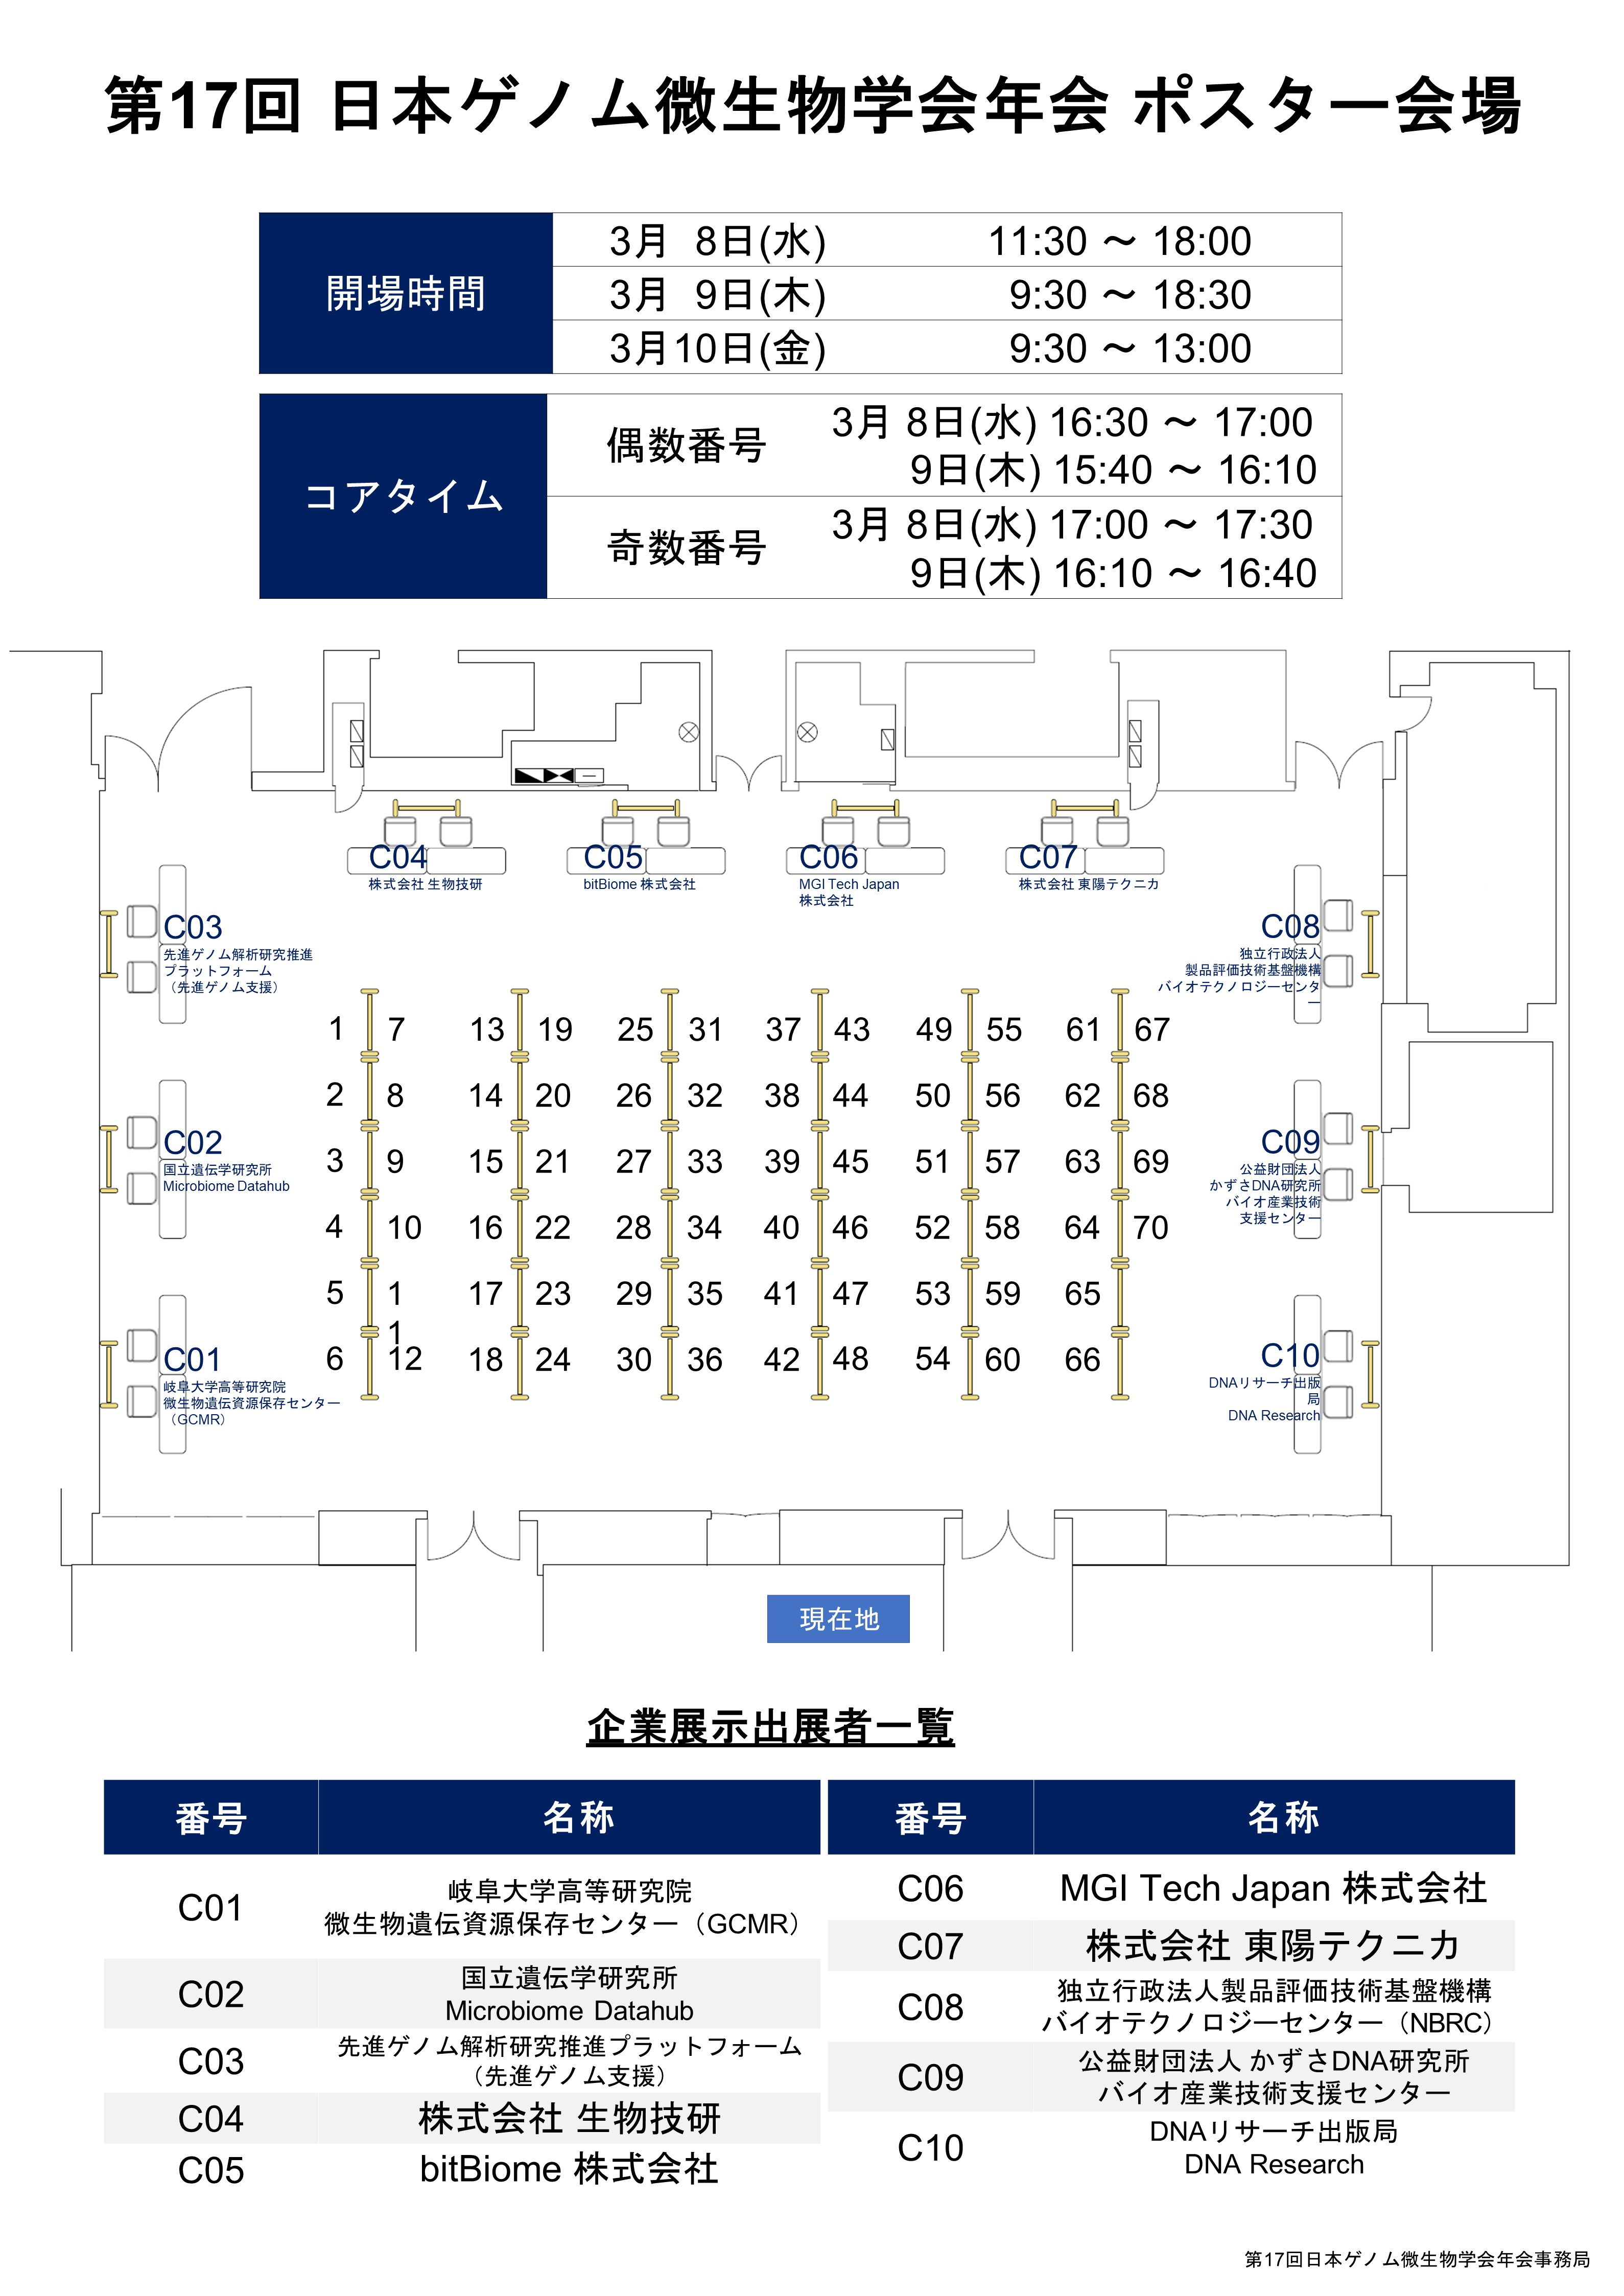 第17回 日本ゲノム微生物学会年会 ポスター会場
開場時間
3月 8日(水) 11:30 ～ 18:00
3月 9日(木) 9:30 ～ 18:30
3月10日(金) 9:30 ～ 13:00
コアタイム
偶数番号
3月 8日(水) 16:30 ～ 17:00
9日(木) 15:40 ～ 16:10
奇数番号
3月 8日(水) 17:00 ～ 17:30
9日(木) 16:10 ～ 16:40
C04
株式会社 生物技研
C05
bitBiome 株式会社
C06
MGI Tech Japan
株式会社
C07
株式会社 東陽テクニカ
C03
先進ゲノム解析研究推進
プラットフォーム
（先進ゲノム支援）
C08
独立行政法人
製品評価技術基盤機構
バイオテクノロジーセンタ
ー
1 7 13 19 25 31 37 43 49 55 61 67
2 8 14 20 26 32 38 44 50 56 62 68
C02
国立遺伝学研究所
Microbiome Datahub
C09
公益財団法人
かずさDNA研究所
バイオ産業技術
支援センター
3 9 15 21 27 33 39 45 51 57 63 69
4 10 16 22 28 34 40 46 52 58 64 70
5 1 17 23 29 35 41 47 53 59 65
1
6 12 18 24 30 36 42 48 54 60 66
C01
岐阜大学高等研究院
微生物遺伝資源保存センター
（GCMR）
C10
DNAリサーチ出版
局
DNA Research
現在地
企業展示出展者一覧
番号 名称
C01
岐阜大学高等研究院
微生物遺伝資源保存センター（GCMR）
C02
国立遺伝学研究所
Microbiome Datahub
C03
先進ゲノム解析研究推進プラットフォーム
（先進ゲノム支援）
C04 株式会社 生物技研
C05 bitBiome 株式会社
番号 名称
C06 MGI Tech Japan 株式会社
C07 株式会社 東陽テクニカ
C08
独立行政法人製品評価技術基盤機構
バイオテクノロジーセンター（NBRC）
C09
公益財団法人 かずさDNA研究所
バイオ産業技術支援センター
C10
DNAリサーチ出版局
DNA Research
第17回日本ゲノム微生物学会年会事務局